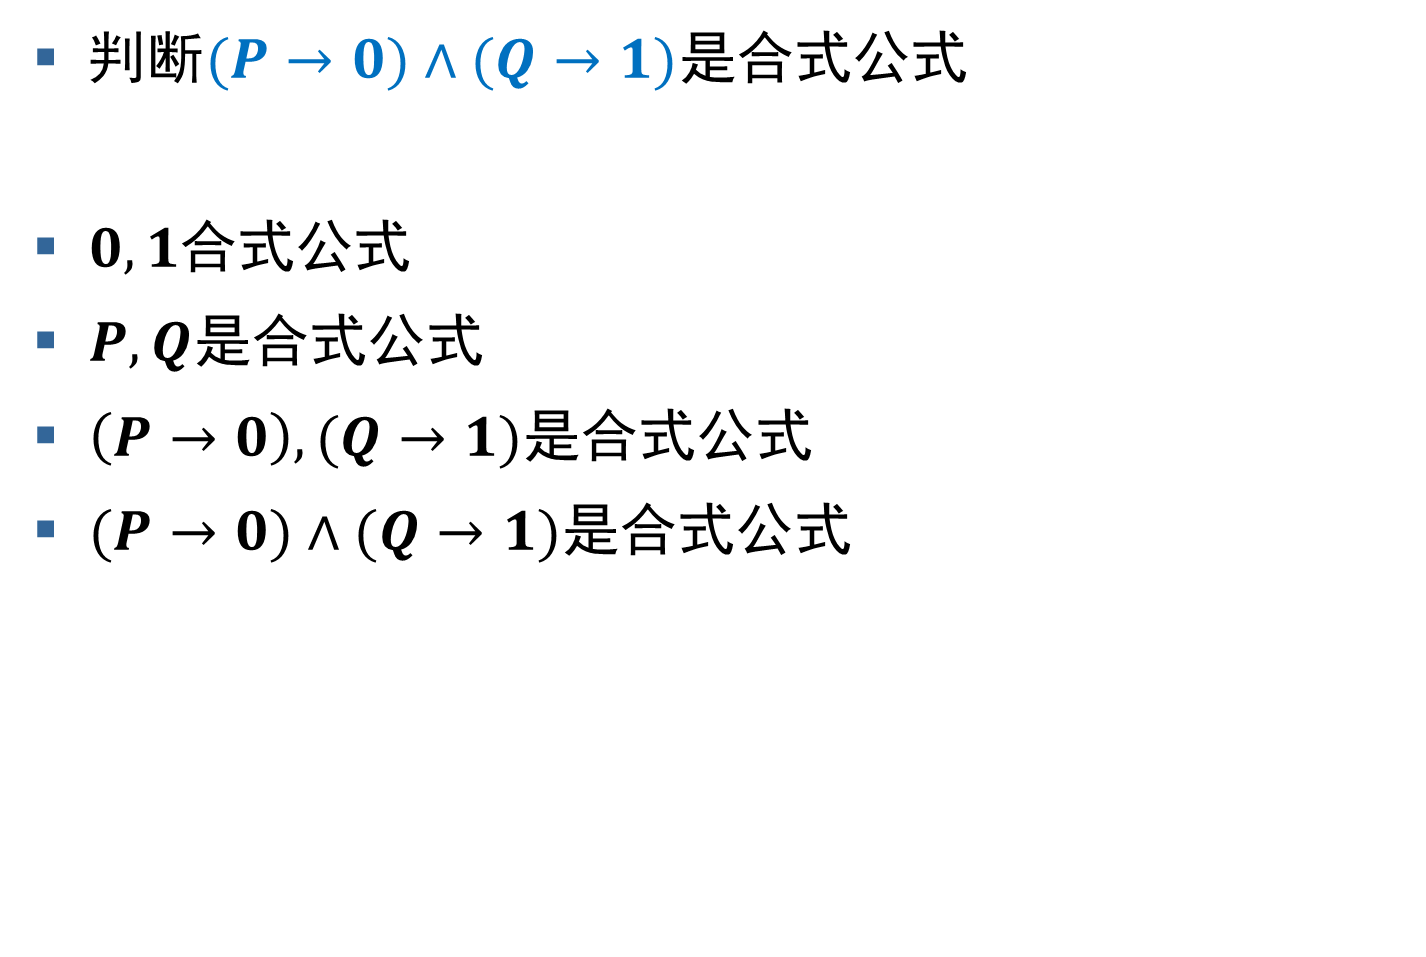 ▪ 判断(P → 0) ∧ (Q → 1)是合式公式
▪ 0, 1合式公式
▪ P, Q是合式公式
▪ (P → 0), (Q → 1)是合式公式
▪ (P → 0) ∧ (Q → 1)是合式公式